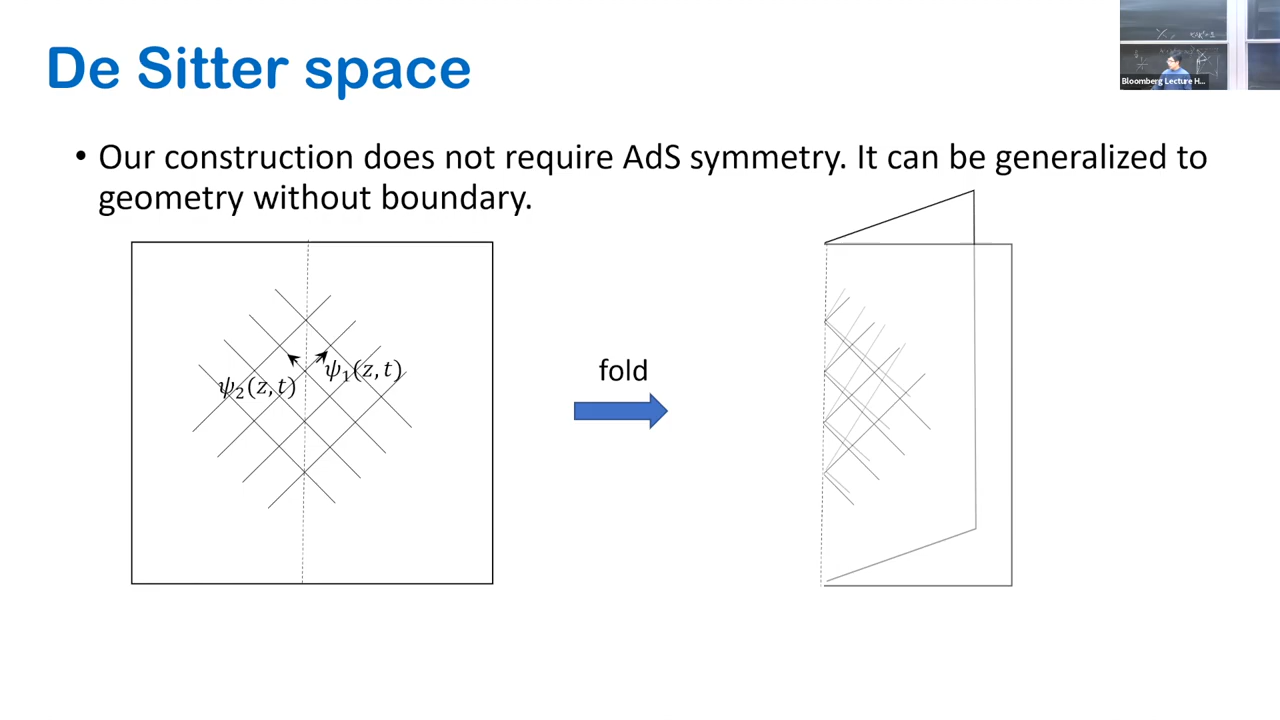 De Sitter space
Bloomberg Lecture H...
• Our construction does not require AdS symmetry. It can be generalized to
geometry without boundary.
ψ₁(z, t)
ψ₂(z, t)
fold